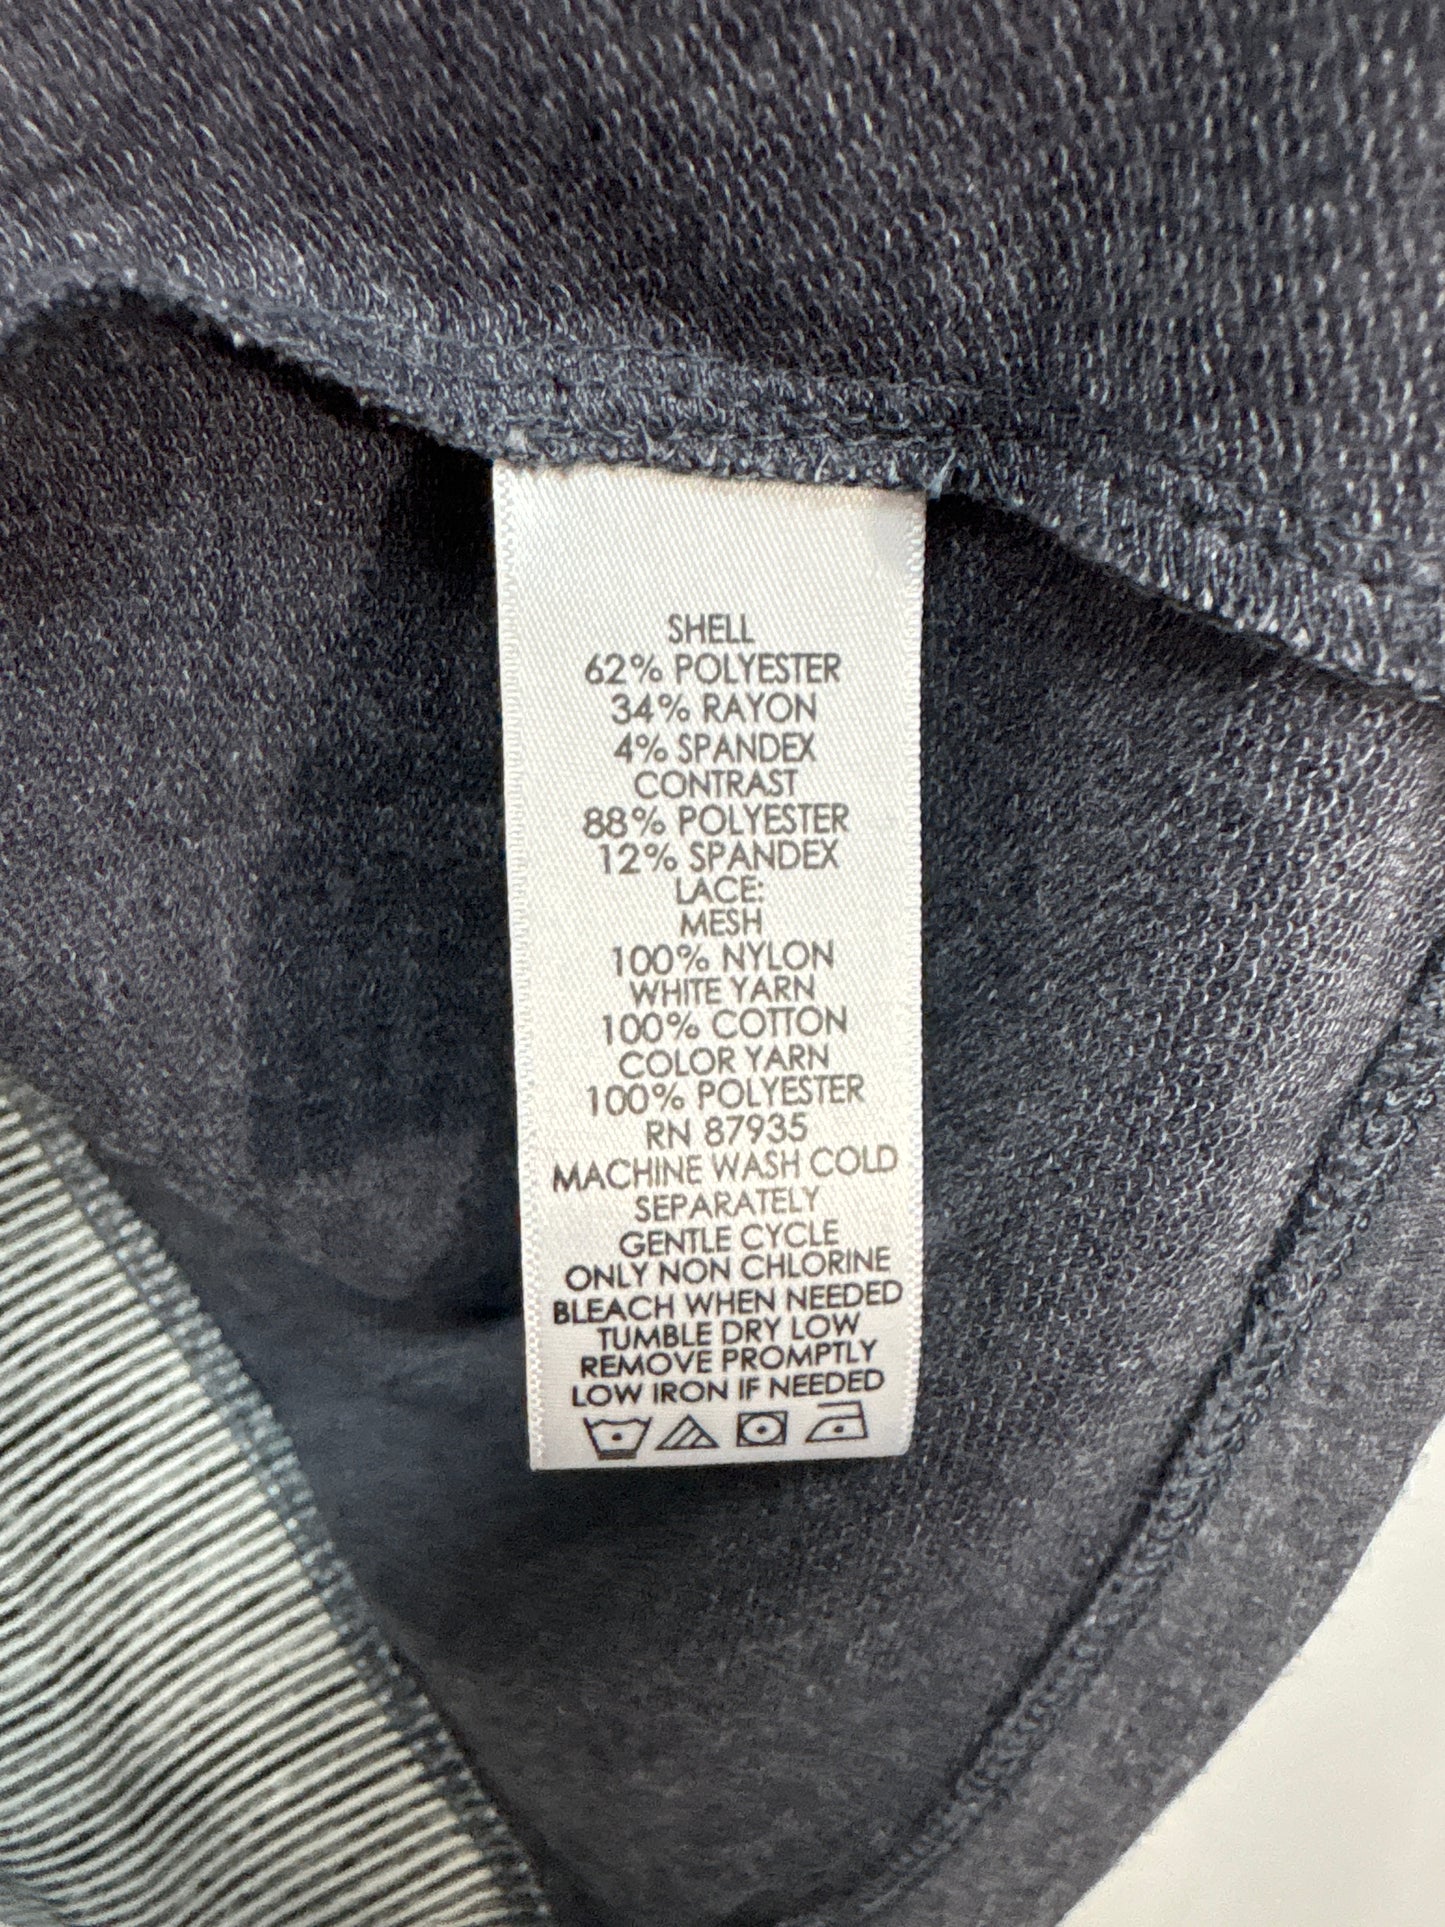 SHELL
62% POLYESTER
34% RAYON
4% SPANDEX
CONTRAST
88% POLYESTER
12% SPANDEX
LACE:
MESH
100% NYLON
WHITE YARN
100% COTTON
COLOR YARN
100% POLYESTER
RN 87935
MACHINE WASH COLD
SEPARATELY
GENTLE CYCLE
ONLY NON CHLORINE
BLEACH WHEN NEEDED
TUMBLE DRY LOW
REMOVE PROMPTLY
LOW IRON IF NEEDED